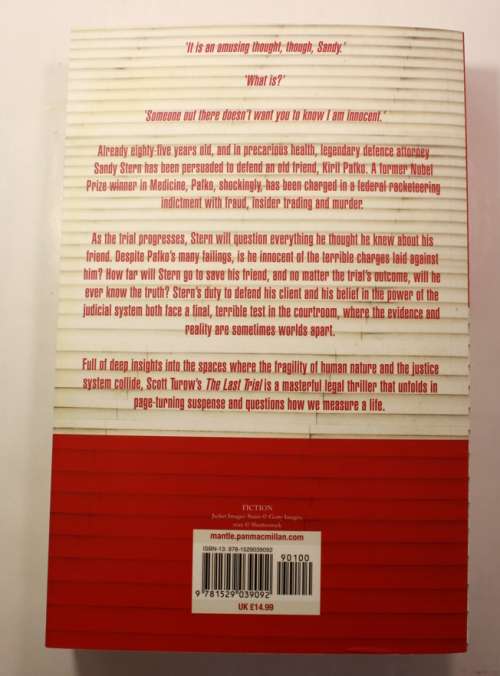 'It is an amusing thought, though, Sandy.'
'What is?'
'Someone out there doesn't want you to know I am innocent.'
Already eighty-five years old, and in precarious health, legendary defence attorney
Sandy Stern has been persuaded to defend an old friend, Kiril Pafko. A former Nobel
Prize winner in Medicine, Pafko, shockingly, has been charged in a federal racketeering
indictment with fraud, insider trading and murder.
As the trial progresses, Stern will question everything he thought he knew about his
friend. Despite Pafko's many failings, is he innocent of the terrible charges laid against
him? How far will Stern go to save his friend, and no matter the trial's outcome, will he
ever know the truth? Stern's duty to defend his client and his belief in the power of the
judicial system both face a final, terrible test in the courtroom, where the evidence and
reality are sometimes worlds apart.
Full of deep insights into the spaces where the fragility of human nature and the justice
system collide, Scott Turow's The Last Trial is a masterful legal thriller that unfolds in
page-turning suspense and questions how we measure a life.
FICTION
Jacket Images: Stairs © Getty Images,
© Shutterstock
mantle.panmacmillan.com
ISBN-13: 978-1529039092
90100
9 781529 039092
UK £14.99